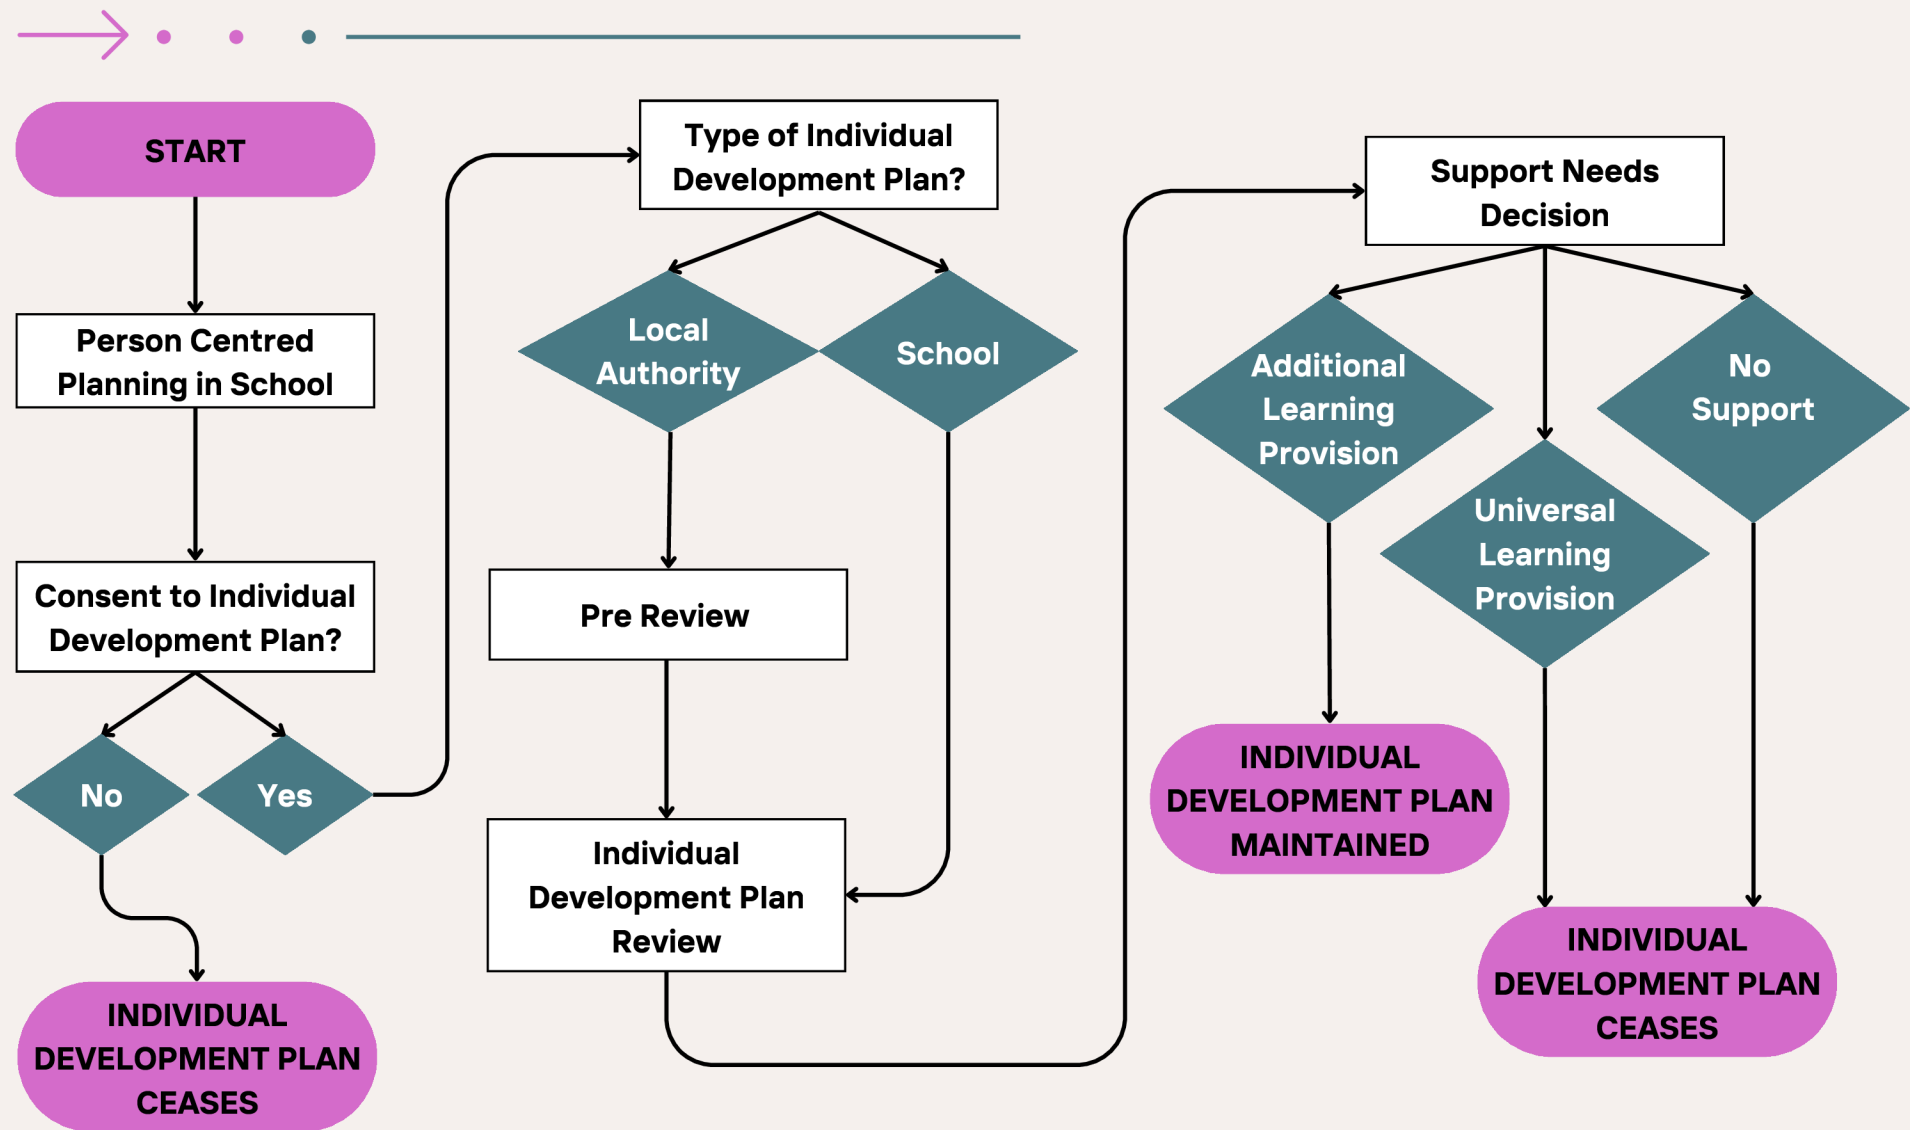 START
Person Centred
Planning in School
Consent to Individual
Development Plan?
No
Yes
INDIVIDUAL
DEVELOPMENT PLAN
CEASES
Type of Individual
Development Plan?
Local
Authority
School
Pre Review
Individual
Development Plan
Review
Support Needs
Decision
Additional
Learning
Provision
Universal
Learning
Provision
No
Support
INDIVIDUAL
DEVELOPMENT PLAN
MAINTAINED
INDIVIDUAL
DEVELOPMENT PLAN
CEASES